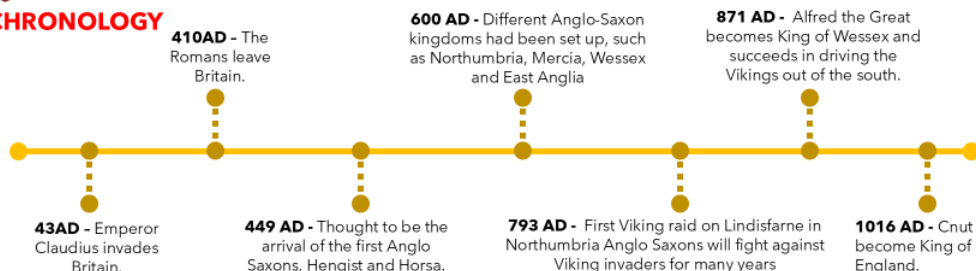 CHRONOLOGY
410AD - The
Romans leave
Britain.
600 AD - Different Anglo-Saxon
kingdoms had been set up, such
as Northumbria, Mercia, Wessex
and East Anglia
871 AD - Alfred the Great
becomes King of Wessex and
succeeds in driving the
Vikings out of the south.
43AD - Emperor
Claudius invades
Britain.
449 AD - Thought to be the
arrival of the first Anglo
Saxons, Hengist and Horsa.
793 AD - First Viking raid on Lindisfarne in
Northumbria Anglo Saxons will fight against
Viking invaders for many years
1016 AD - Cnut
become King of
England.